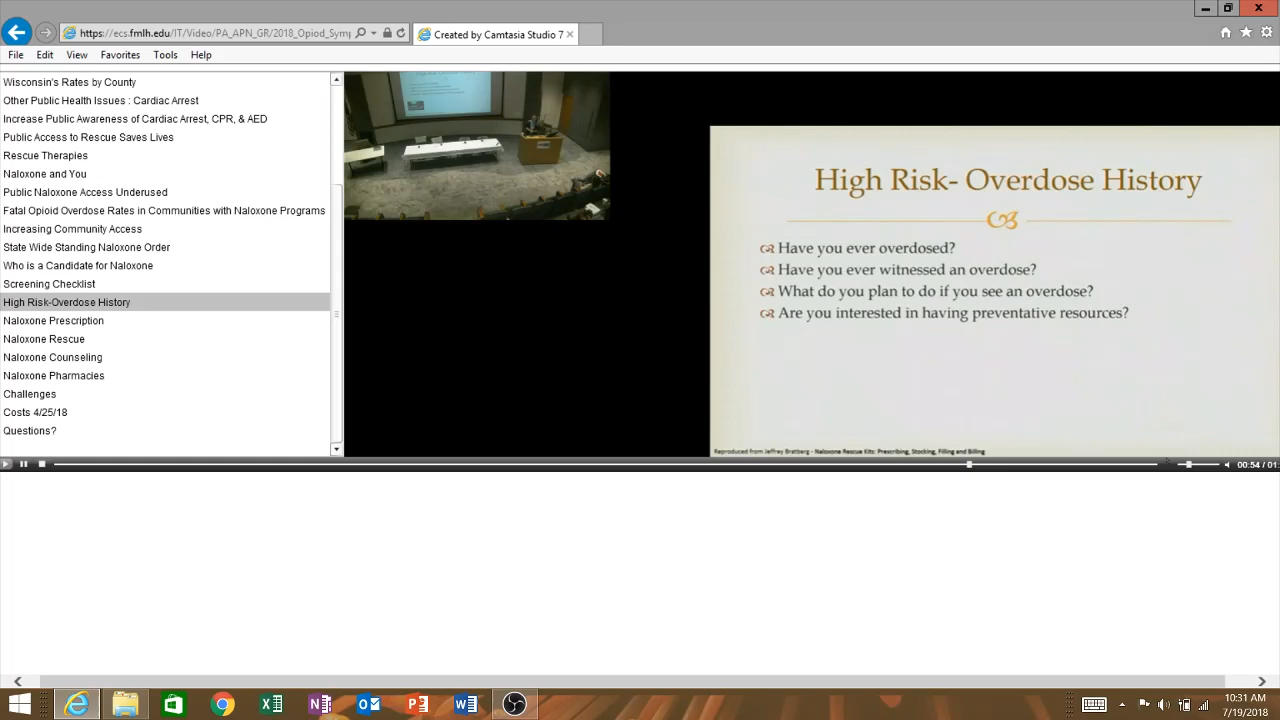 https://ecs.fmlh.edu/IT/Video/PA_APN_GR/2018_Opiod_Symp
Created by Camtasia Studio 7
File Edit View Favorites Tools Help
Wisconsin's Rates by County
Other Public Health Issues : Cardiac Arrest
Increase Public Awareness of Cardiac Arrest, CPR, & AED
Public Access to Rescue Saves Lives
Rescue Therapies
Naloxone and You
Public Naloxone Access Underused
Fatal Opioid Overdose Rates in Communities with Naloxone Programs
Increasing Community Access
State Wide Standing Naloxone Order
Who is a Candidate for Naloxone
Screening Checklist
High Risk-Overdose History
Naloxone Prescription
Naloxone Rescue
Naloxone Counseling
Naloxone Pharmacies
Challenges
Costs 4/25/18
Questions?
High Risk- Overdose History
Have you ever overdosed?
Have you ever witnessed an overdose?
What do you plan to do if you see an overdose?
Are you interested in having preventative resources?
Reproduced from Jeffrey Bratberg - Naloxone Rescue Kits: Prescribing, Stocking, Filling and Billing
00:54 / 01:
10:31 AM
7/19/2018